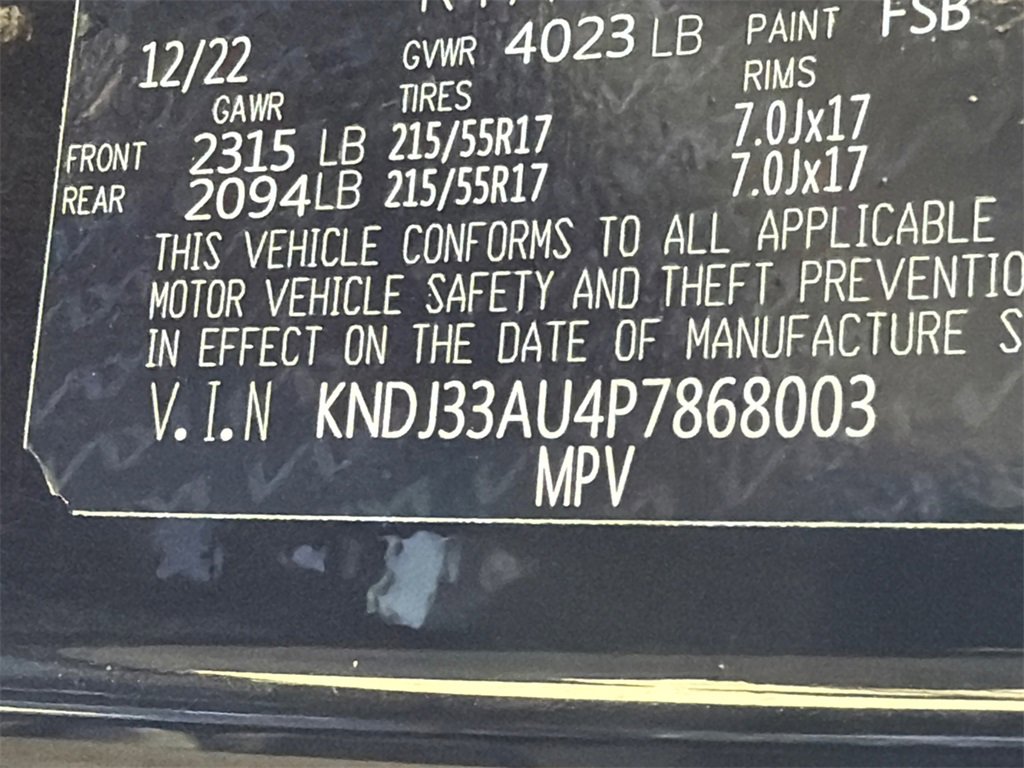 12/22 GVWR 4023 LB PAINT FSB
GAWR TIRES RIMS
FRONT 2315 LB 215/55R17 7.0Jx17
REAR 2094LB 215/55R17 7.0Jx17
THIS VEHICLE CONFORMS TO ALL APPLICABLE
MOTOR VEHICLE SAFETY AND THEFT PREVENTIO
IN EFFECT ON THE DATE OF MANUFACTURE S
V.I.N KNDJ33AU4P7868003
MPV